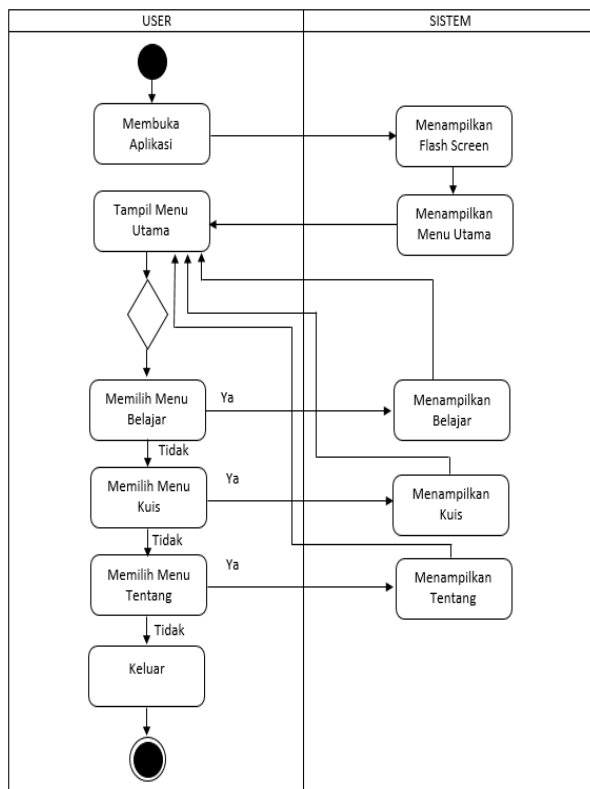 USER
SISTEM
Membuka
Aplikasi
Menampilkan
Flash Screen
Tampil Menu
Utama
Menampilkan
Menu Utama
Memilih Menu
Belajar
Ya
Menampilkan
Belajar
Tidak
Memilih Menu
Kuis
Ya
Menampilkan
Kuis
Tidak
Memilih Menu
Tentang
Ya
Menampilkan
Tentang
Tidak
Keluar